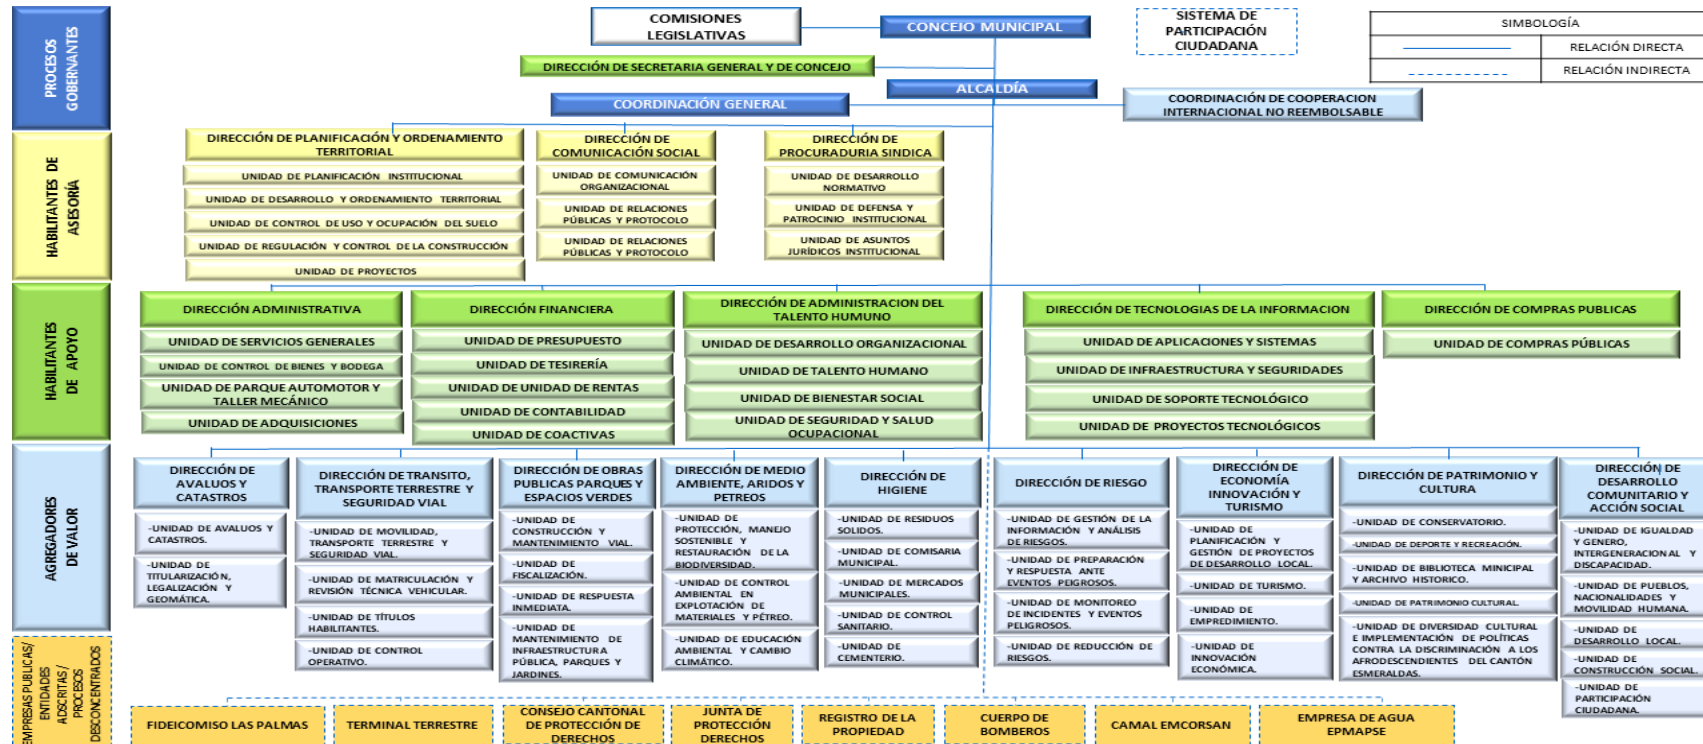 PROCESOS
GOBERNANTES
COMISIONES
LEGISLATIVAS
CONCEJO MUNICIPAL
SISTEMA DE
PARTICIPACIÓN
CIUDADANA
SIMBOLOGÍA
RELACIÓN DIRECTA
RELACIÓN INDIRECTA
DIRECCIÓN DE SECRETARIA GENERAL Y DE CONCEJO
ALCALDÍA
COORDINACIÓN GENERAL
COORDINACIÓN DE COOPERACION
INTERNACIONAL NO REEMBOLSABLE
HABILITANTES DE
ASESORÍA
DIRECCIÓN DE PLANIFICACIÓN Y ORDENAMIENTO
TERRITORIAL
UNIDAD DE PLANIFICACIÓN INSTITUCIONAL
UNIDAD DE DESARROLLO Y ORDENAMIENTO TERRITORIAL
UNIDAD DE CONTROL DE USO Y OCUPACIÓN DEL SUELO
UNIDAD DE REGULACIÓN Y CONTROL DE LA CONSTRUCCIÓN
UNIDAD DE PROYECTOS
DIRECCIÓN DE
COMUNICACIÓN SOCIAL
UNIDAD DE COMUNICACIÓN
ORGANIZACIONAL
UNIDAD DE RELACIONES
PÚBLICAS Y PROTOCOLO
UNIDAD DE RELACIONES
PÚBLICAS Y PROTOCOLO
DIRECCIÓN DE
PROCURADURIA SINDICA
UNIDAD DE DESARROLLO
NORMATIVO
UNIDAD DE DEFENSA Y
PATROCINIO INSTITUCIONAL
UNIDAD DE ASUNTOS
JURÍDICOS INSTITUCIONAL
HABILITANTES
DE APOYO
DIRECCIÓN ADMINISTRATIVA
UNIDAD DE SERVICIOS GENERALES
UNIDAD DE CONTROL DE BIENES Y BODEGA
UNIDAD DE PARQUE AUTOMOTOR Y
TALLER MECÁNICO
UNIDAD DE ADQUISICIONES
DIRECCIÓN FINANCIERA
UNIDAD DE PRESUPUESTO
UNIDAD DE TESIRERÍA
UNIDAD DE UNIDAD DE RENTAS
UNIDAD DE CONTABILIDAD
UNIDAD DE COACTIVAS
DIRECCIÓN DE ADMINISTRACION DEL
TALENTO HUMUNO
UNIDAD DE DESARROLLO ORGANIZACIONAL
UNIDAD DE TALENTO HUMANO
UNIDAD DE BIENESTAR SOCIAL
UNIDAD DE SEGURIDAD Y SALUD
OCUPACIONAL
DIRECCIÓN DE TECNOLOGIAS DE LA INFORMACION
UNIDAD DE APLICACIONES Y SISTEMAS
UNIDAD DE INFRAESTRUCTURA Y SEGURIDADES
UNIDAD DE SOPORTE TECNOLÓGICO
UNIDAD DE PROYECTOS TECNOLÓGICOS
DIRECCIÓN DE COMPRAS PUBLICAS
UNIDAD DE COMPRAS PÚBLICAS
AGREGADORES
DE VALOR
DIRECCIÓN DE
AVALUOS Y
CATASTROS
-UNIDAD DE AVALUOS Y
CATASTROS.
-UNIDAD DE
TITULARIZACIÓN,
LEGALIZACIÓN Y
GEOMÁTICA.
DIRECCIÓN DE TRANSITO,
TRANSPORTE TERRESTRE Y
SEGURIDAD VIAL
-UNIDAD DE MOVILIDAD,
TRANSPORTE TERRESTRE Y
SEGURIDAD VIAL.
-UNIDAD DE MATRICULACIÓN Y
REVISIÓN TÉCNICA VEHICULAR.
-UNIDAD DE TÍTULOS
HABILITANTES.
-UNIDAD DE CONTROL
OPERATIVO.
DIRECCIÓN DE OBRAS
PUBLICAS PARQUES Y
ESPACIOS VERDES
-UNIDAD DE
CONSTRUCCIÓN Y
MANTENIMIENTO VIAL.
-UNIDAD DE
FISCALIZACIÓN.
-UNIDAD DE RESPUESTA
INMEDIATA.
-UNIDAD DE
MANTENIMIENTO DE
INFRAESTRUCTURA
PÚBLICA, PARQUES Y
JARDINES.
DIRECCIÓN DE MEDIO
AMBIENTE, ARIDOS Y
PETREOS
-UNIDAD DE
PROTECCIÓN, MANEJO
SOSTENIBLE Y
RESTAURACIÓN DE LA
BIODIVERSIDAD.
-UNIDAD DE CONTROL
AMBIENTAL EN
EXPLOTACIÓN DE
MATERIALES Y PÉTREO.
-UNIDAD DE EDUCACIÓN
AMBIENTAL Y CAMBIO
CLIMÁTICO.
DIRECCIÓN DE
HIGIENE
-UNIDAD DE RESIDUOS
SOLIDOS.
-UNIDAD DE COMISARIA
MUNICIPAL.
-UNIDAD DE MERCADOS
MUNICIPALES.
-UNIDAD DE CONTROL
SANITARIO.
-UNIDAD DE
CEMENTERIO.
DIRECCIÓN DE RIESGO
-UNIDAD DE GESTIÓN DE LA
INFORMACIÓN Y ANÁLISIS
DE RIESGOS.
-UNIDAD DE PREPARACIÓN
Y RESPUESTA ANTE
EVENTOS PEIGROSOS.
-UNIDAD DE MONITOREO
DE INCIDENTES Y EVENTOS
PELIGROSOS.
-UNIDAD DE REDUCCIÓN DE
RIESGOS.
DIRECCIÓN DE
ECONOMÍA
INNOVACIÓN Y
TURISMO
-UNIDAD DE
PLANIFICACIÓN Y
GESTIÓN DE PROYECTOS
DE DESARROLLO LOCAL.
-UNIDAD DE TURISMO.
-UNIDAD DE
EMPREDIMIENTO.
-UNIDAD DE
INNOVACIÓN
ECONÓMICA.
DIRECCIÓN DE PATRIMONIO Y
CULTURA
-UNIDAD DE CONSERVATORIO.
-UNIDAD DE DEPORTE Y RECREACIÓN.
-UNIDAD DE BIBLIOTECA MINICIPAL
Y ARCHIVO HISTORICO.
-UNIDAD DE PATRIMONIO CULTURAL.
-UNIDAD DE DIVERSIDAD CULTURAL
E IMPLEMENTACIÓN DE POLÍTICAS
CONTRA LA DISCRIMINACIÓN A LOS
AFRODESCENDIENTES DEL CANTÓN
ESMERALDAS.
DIRECCIÓN DE
DESARROLLO
COMUNITARIO Y
ACCIÓN SOCIAL
-UNIDAD DE IGUALDAD
Y GENERO,
INTERGENERACIONAL Y
DISCAPACIDAD.
-UNIDAD DE PUEBLOS,
NACIONALIDADES Y
MOVILIDAD HUMANA.
-UNIDAD DE
DESARROLLO LOCAL.
-UNIDAD DE
CONSTRUCCIÓN SOCIAL.
-UNIDAD DE
PARTICIPACIÓN
CIUDADANA.
EMPRESAS PUBLICAS/
ENTIDADES
ADSCRITAS/
PROCESOS
DESCONCENTRADOS
FIDEICOMISO LAS PALMAS
TERMINAL TERRESTRE
CONSEJO CANTONAL
DE PROTECCIÓN DE
DERECHOS
JUNTA DE
PROTECCIÓN
DERECHOS
REGISTRO DE LA
PROPIEDAD
CUERPO DE
BOMBEROS
CAMAL EMCORSAN
EMPRESA DE AGUA
EPMAPSE